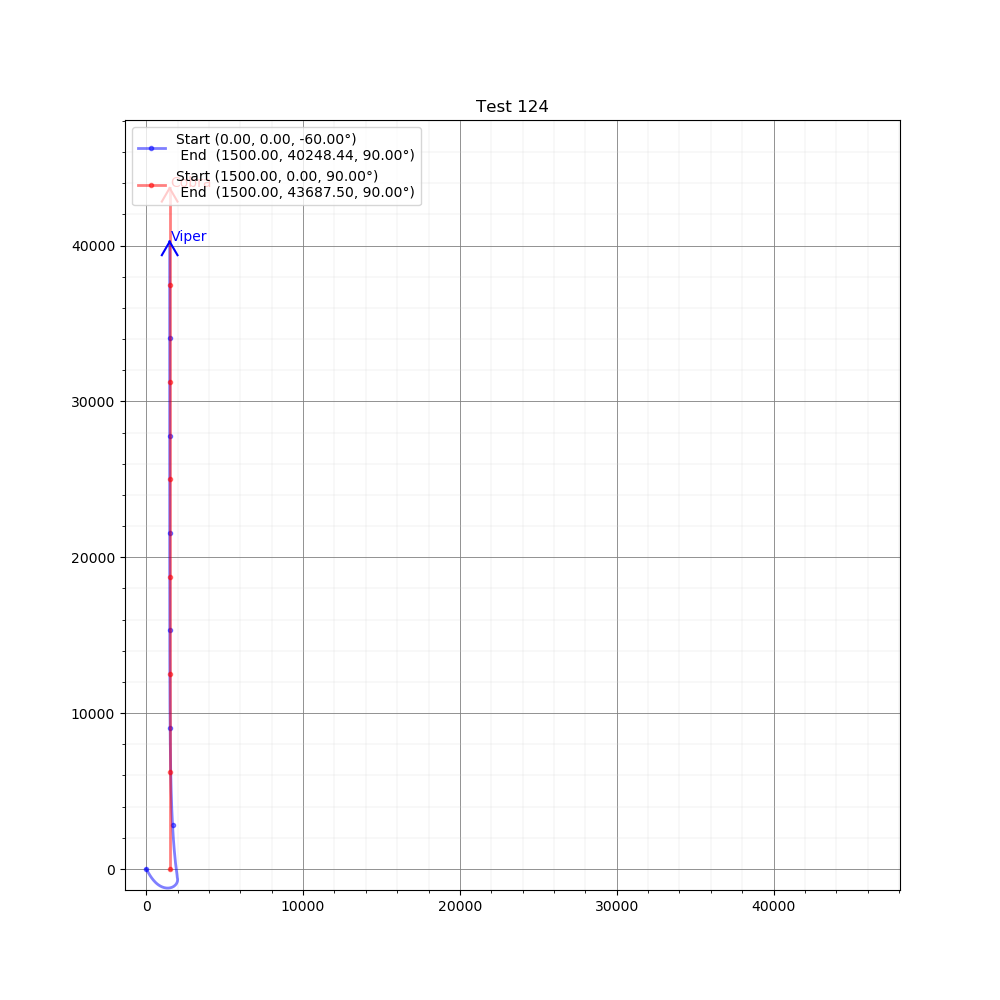 Test 124
Start (0.00, 0.00, -60.00°)
End (1500.00, 40248.44, 90.00°)
Start (1500.00, 0.00, 90.00°)
End (1500.00, 43687.50, 90.00°)
Viper
40000
30000
20000
10000
0
0 10000 20000 30000 40000